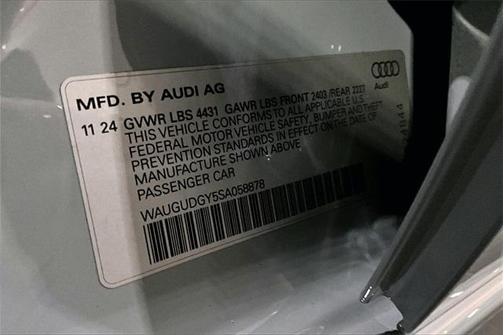 MFD. BY AUDI AG
Audi
11 24 GVWR LBS 4431 GAWR LBS FRONT 2403 /REAR 2227
THIS VEHICLE CONFORMS TO ALL APPLICABLE U.S.
FEDERAL MOTOR VEHICLE SAFETY, BUMPER AND THEFT
PREVENTION STANDARDS IN EFFECT ON THE DATE OF
MANUFACTURE SHOWN ABOVE
PASSENGER CAR
WAUGUDGY5SA058878